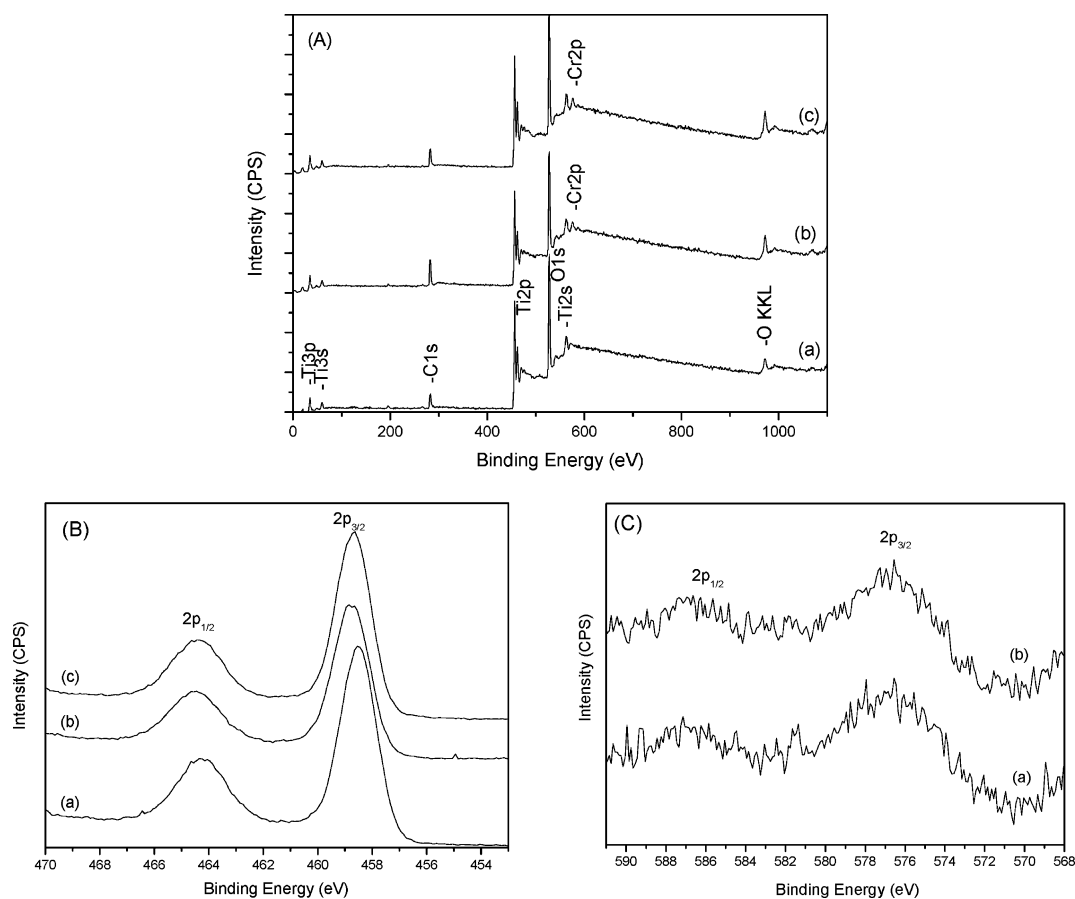 (A)
-Cr2p
(c)
-Cr2p
(b)
O1s
Ti2p
-Ti2s
-O KKL
(a)
-Ti3p
-Ti3s
-C1s
Intensity (CPS)
0 200 400 600 800 1000
Binding Energy (eV)
(B)
2p3/2
2p1/2
(c)
(b)
(a)
Intensity (CPS)
470 468 466 464 462 460 458 456 454
Binding Energy (eV)
(C)
2p3/2
2p1/2
(b)
(a)
Intensity (CPS)
590 588 586 584 582 580 578 576 574 572 570 568
Binding Energy (eV)